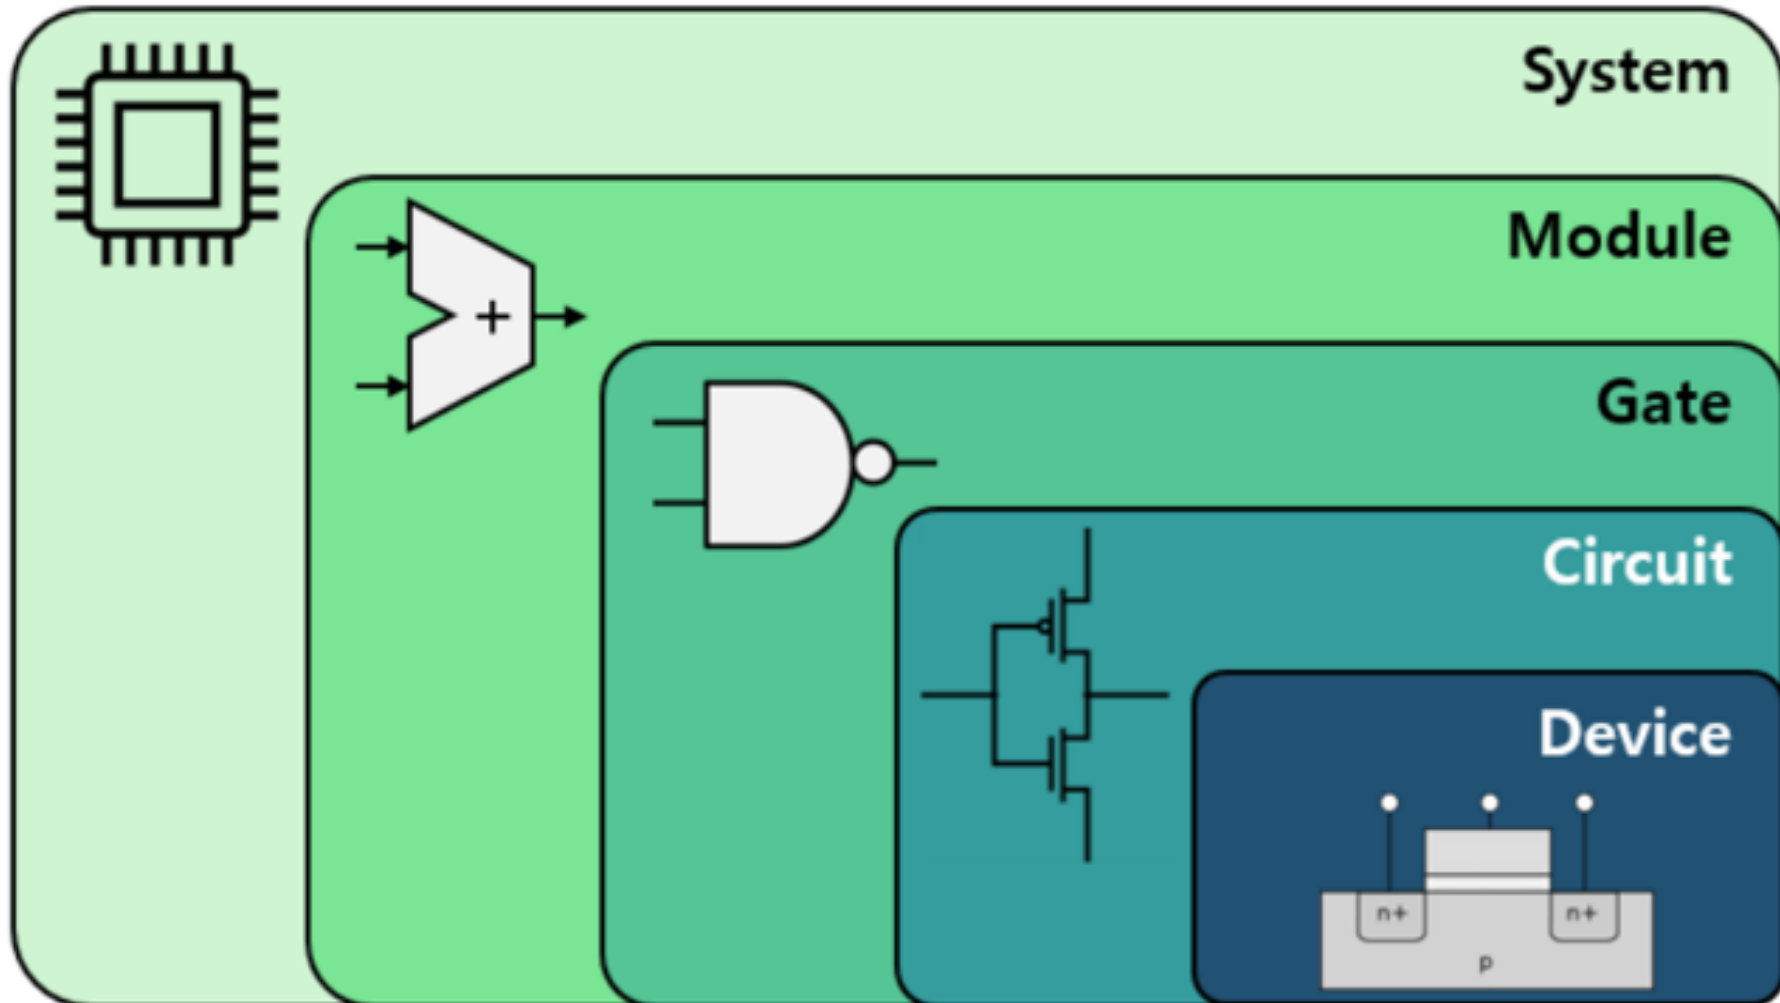 System
Module
+
Gate
Circuit
Device
n+
n+
p